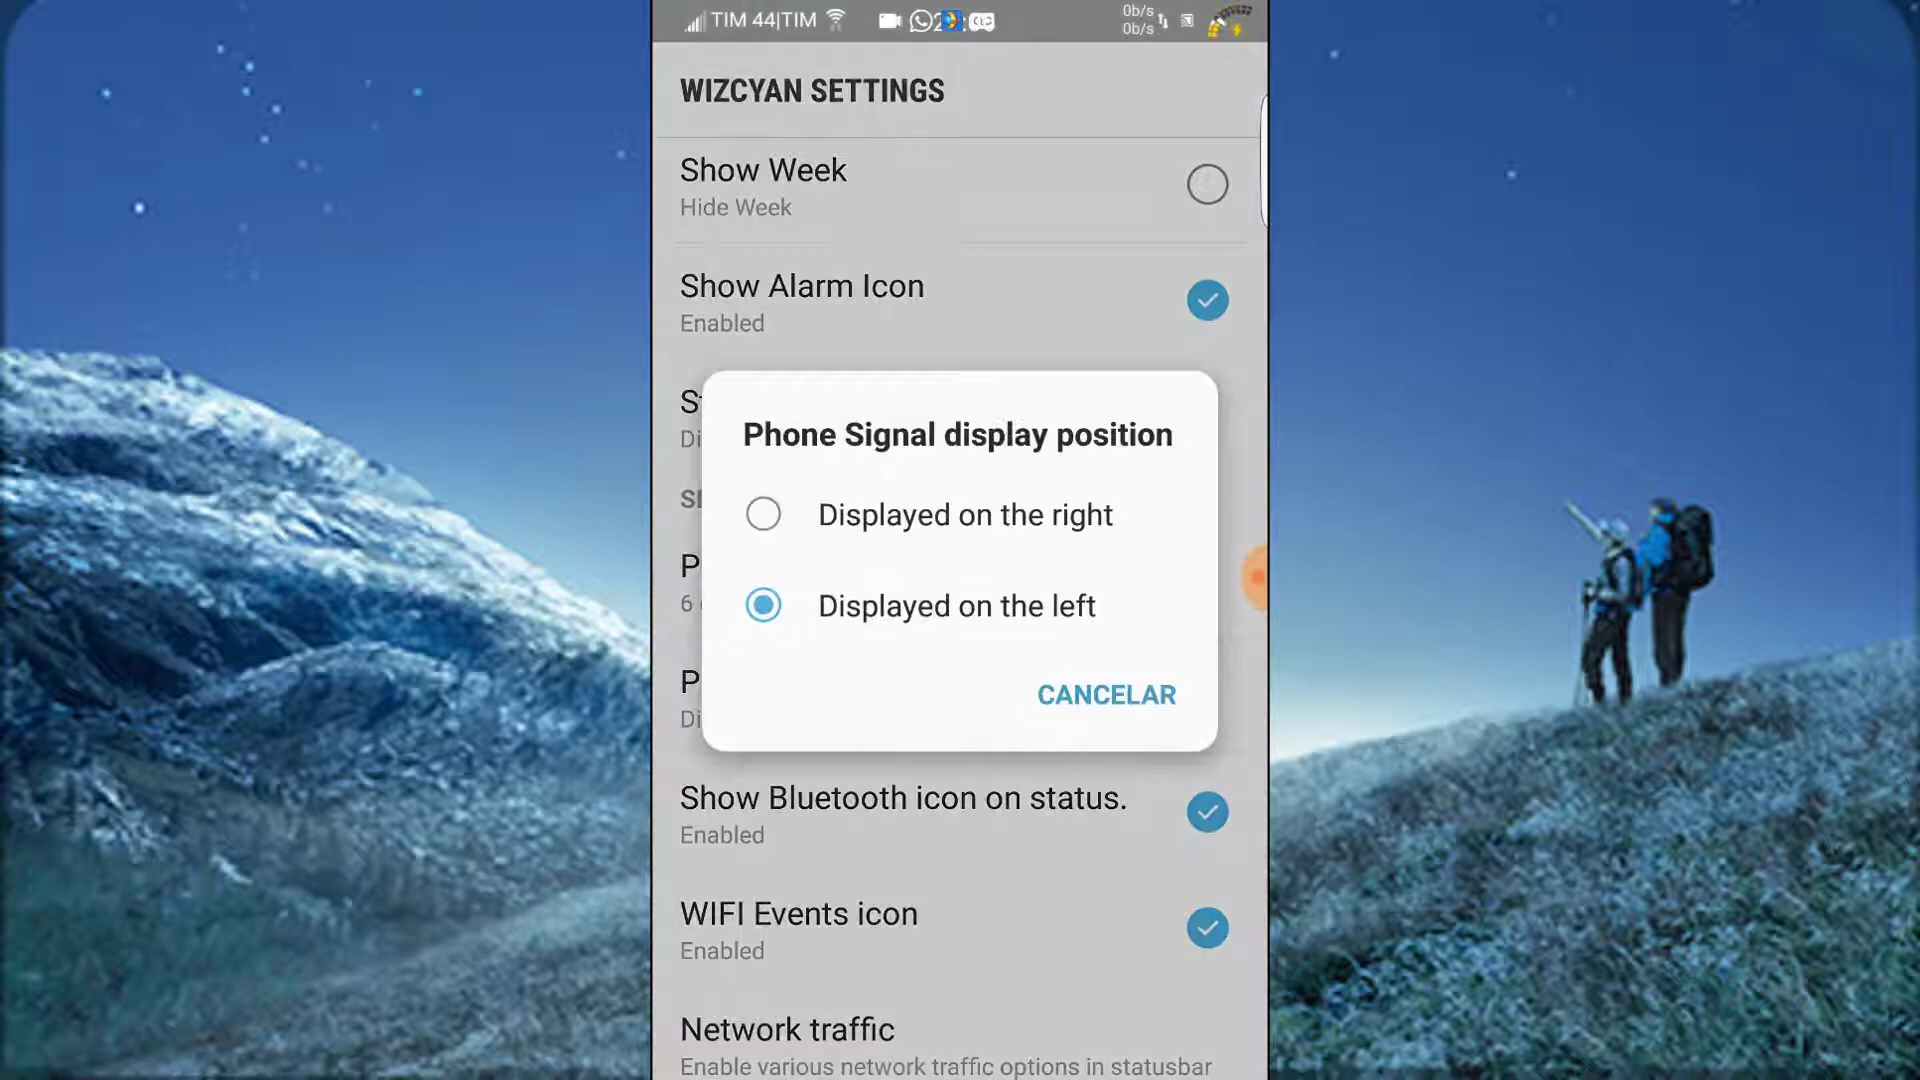 TIM 44|TIM
0b/s
0b/s
WIZCYAN SETTINGS
Show Week
Hide Week
Show Alarm Icon
Enabled
Phone Signal display position
Displayed on the right
Displayed on the left
CANCELAR
Show Bluetooth icon on status.
Enabled
WIFI Events icon
Enabled
Network traffic
Enable various network traffic options in statusbar